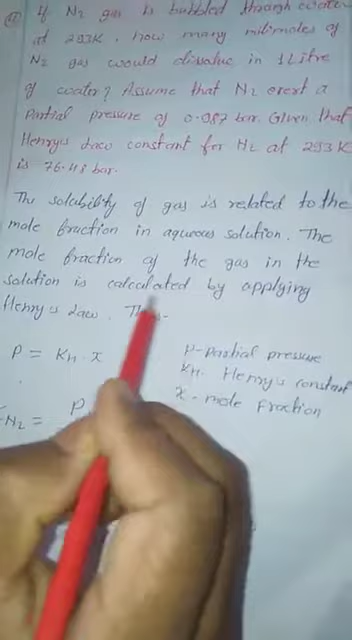 If N2 gas is bubbled through water
at 293K, how many milimoles of
N2 gas would dissolve in 1 Litre
of water? Assume that N2 exert a
partial pressure of 0.987 bar. Given that
Henry's Law constant for N2 at 293K
is 76.48 bar.
The solubility of gas is related to the
mole fraction in aqueous solution. The
mole fraction of the gas in the
solution is calculated by applying
Henry's Law.
P = KH . x
P - Partial pressure
KH - Henry's constant
x - mole fraction
N2 = P